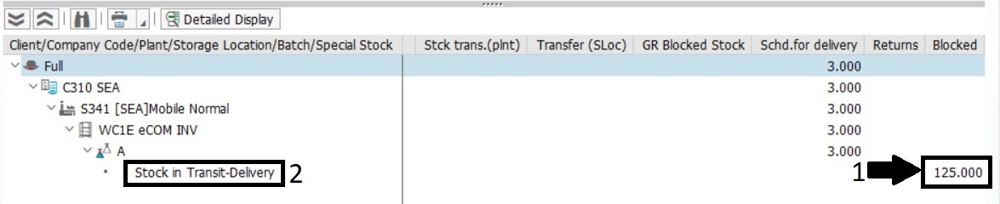 Detailed Display
Client/Company Code/Plant/Storage Location/Batch/Special Stock Stck trans.(plnt) Transfer (SLoc) GR Blocked Stock Schd.for delivery Returns Blocked
Full 3.000
C310 SEA 3.000
S341 [SEA]Mobile Normal 3.000
WC1E eCOM INV 3.000
A 3.000
Stock in Transit-Delivery 2 1 125.000